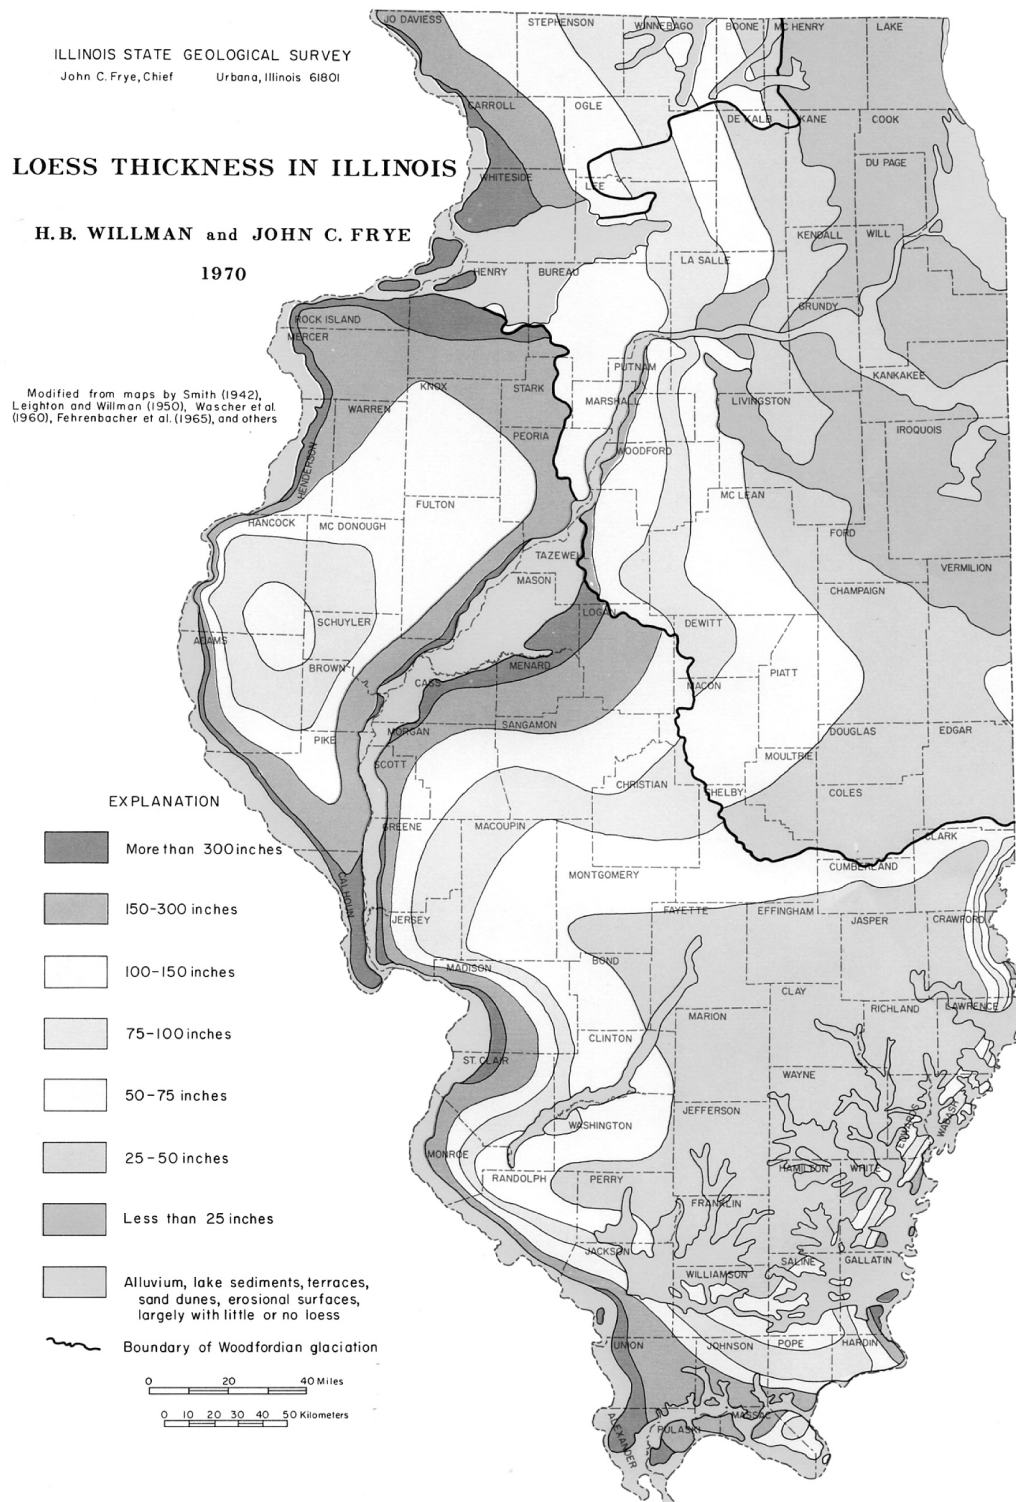 ILLINOIS STATE GEOLOGICAL SURVEY
John C. Frye, Chief Urbana, Illinois 61801
LOESS THICKNESS IN ILLINOIS
H. B. WILLMAN and JOHN C. FRYE
1970
Modified from maps by Smith (1942),
Leighton and Willman (1950), Wascher et al.
(1960), Fehrenbacher et al. (1965), and others
JO DAVIESS
STEPHENSON
WINNEBAGO
BOONE
MC HENRY
LAKE
CARROLL
OGLE
DE KALB
KANE
COOK
DU PAGE
WHITESIDE
LEE
KENDALL
WILL
LA SALLE
HENRY
BUREAU
GRUNDY
ROCK ISLAND
MERCER
PUTNAM
KANKAKEE
KNOX
STARK
MARSHALL
LIVINGSTON
WARREN
PEORIA
IROQUOIS
HENDERSON
WOODFORD
MC LEAN
FULTON
HANCOCK
MC DONOUGH
FORD
TAZEWELL
VERMILION
MASON
CHAMPAIGN
LOGAN
SCHUYLER
DEWITT
ADAMS
BROWN
MENARD
PIATT
CASS
MACON
SANGAMON
MORGAN
DOUGLAS
EDGAR
PIKE
SCOTT
MOULTRIE
CHRISTIAN
SHELBY
COLES
GREENE
MACOUPIN
CLARK
CUMBERLAND
MONTGOMERY
CALHOUN
FAYETTE
EFFINGHAM
JASPER
CRAWFORD
JERSEY
BOND
MADISON
CLAY
RICHLAND
LAWRENCE
MARION
CLINTON
ST. CLAIR
WAYNE
EDWARDS
WABASH
JEFFERSON
WASHINGTON
MONROE
HAMILTON
WHITE
RANDOLPH
PERRY
FRANKLIN
JACKSON
WILLIAMSON
SALINE
GALLATIN
UNION
JOHNSON
POPE
HARDIN
ALEXANDER
PULASKI
MASSAC
EXPLANATION
More than 300 inches
150-300 inches
100-150 inches
75-100 inches
50-75 inches
25-50 inches
Less than 25 inches
Alluvium, lake sediments, terraces,
sand dunes, erosional surfaces,
largely with little or no loess
Boundary of Woodfordian glaciation
0 20 40 Miles
0 10 20 30 40 50 Kilometers